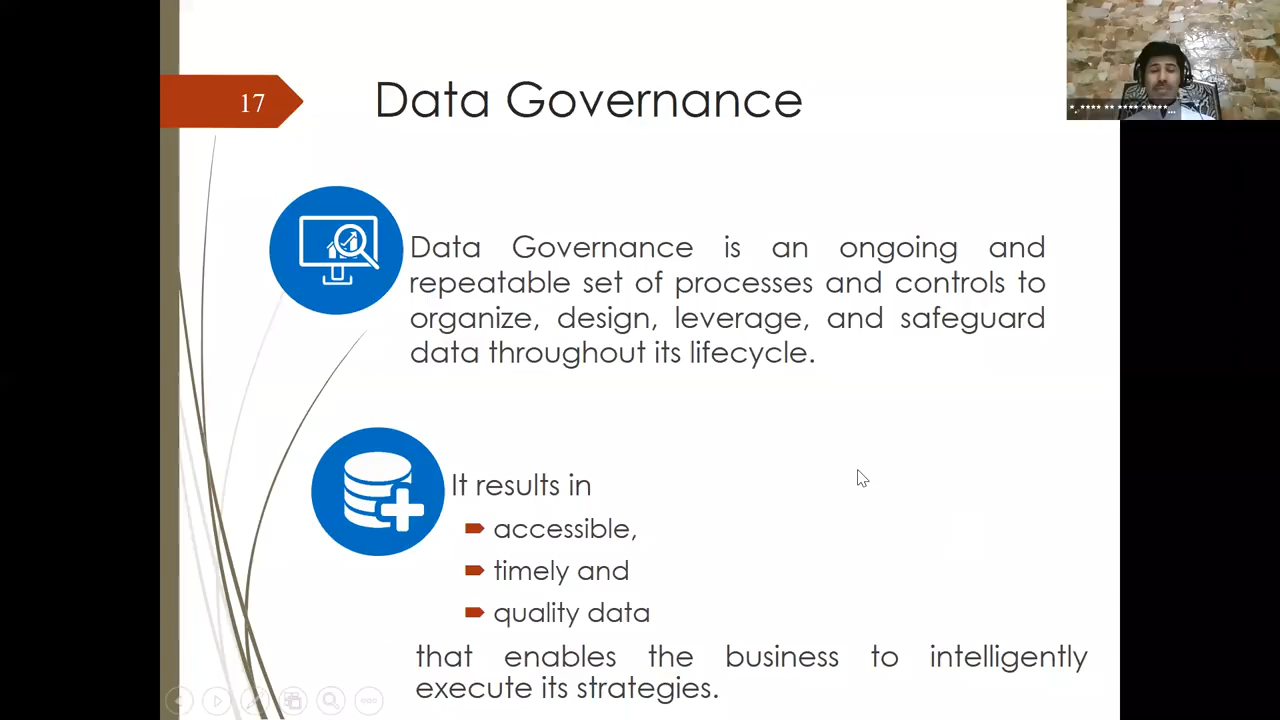 17
Data Governance
Data Governance is an ongoing and
repeatable set of processes and controls to
organize, design, leverage, and safeguard
data throughout its lifecycle.
It results in
accessible,
timely and
quality data
that enables the business to intelligently
execute its strategies.